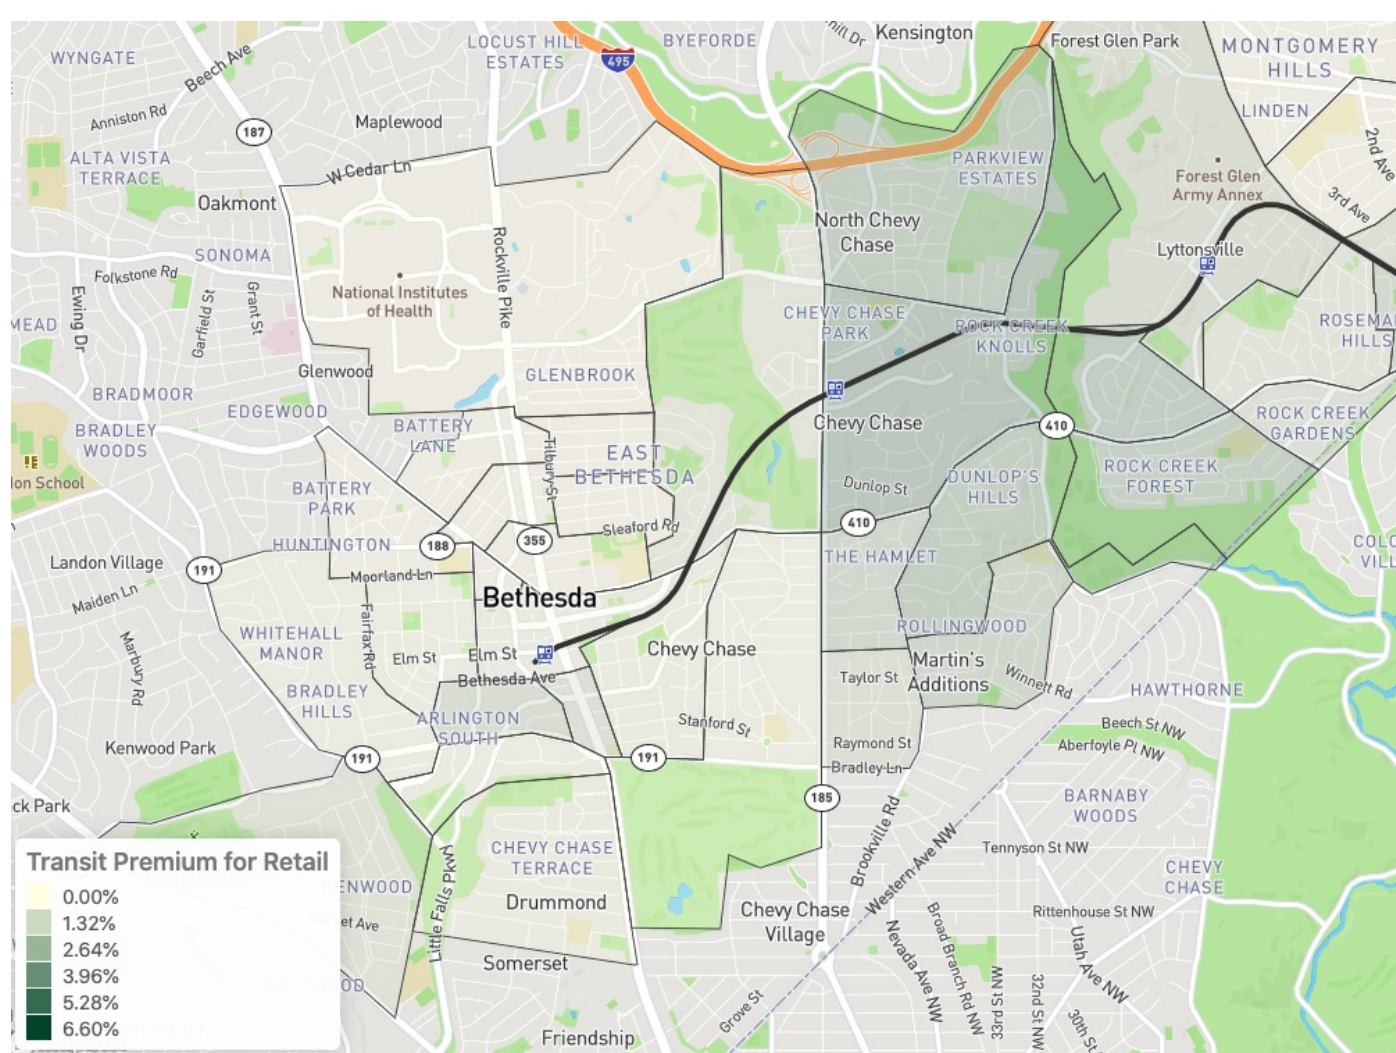 LOCUST HILL
ESTATES
BYEFORDE
hill Dr
Kensington
Forest Glen Park
MONTGOMERY
HILLS
WYNGATE
Beech Ave
495
LINDEN
Anniston Rd
187
Maplewood
2nd Ave
ALTA VISTA
TERRACE
W Cedar Ln
PARKVIEW
ESTATES
Forest Glen
Army Annex
3rd Ave
Oakmont
North Chevy
Chase
SONOMA
Rockville Pike
Lyttonsville
Folkstone Rd
Ewing Dr
Garfield St
Grant St
National Institutes
of Health
MEAD
CHEVY CHASE
PARK
ROCK CREEK
KNOLLS
ROSEMA
HILLS
Glenwood
GLENBROOK
BRADMOOR
EDGEWOOD
BATTERY
LANE
Chevy Chase
410
ROCK CREEK
GARDENS
BRADLEY
WOODS
Tilbury St
EAST
BETHESDA
lon School
BATTERY
PARK
Dunlop St
DUNLOP'S
HILLS
ROCK CREEK
FOREST
Sleaford Rd
410
HUNTINGTON
188
355
THE HAMLET
COLO
VILL
Landon Village
191
Moorland Ln
Maiden Ln
Bethesda
Fairfax Rd
Marbury Rd
WHITEHALL
MANOR
Elm St
Elm St
Chevy Chase
ROLLINGWOOD
Martin's
Additions
Winnett Rd
HAWTHORNE
Bethesda Ave
Taylor St
BRADLEY
HILLS
ARLINGTON
SOUTH
Stanford St
Beech St NW
Aberfoyle Pl NW
Kenwood Park
191
191
Raymond St
Bradley Ln
185
ck Park
Brookville Rd
Western Ave NW
BARNABY
WOODS
Transit Premium for Retail
0.00%
1.32%
2.64%
3.96%
5.28%
6.60%
ENWOOD
Little Falls Pkwy
CHEVY CHASE
TERRACE
Drummond
Tennyson St NW
CHEVY
CHASE
Chevy Chase
Village
Rittenhouse St NW
Nevada Ave NW
Broad Branch Rd NW
33rd St NW
32nd St NW
Utah Ave NW
30th St
Somerset
Grove St
Friendship